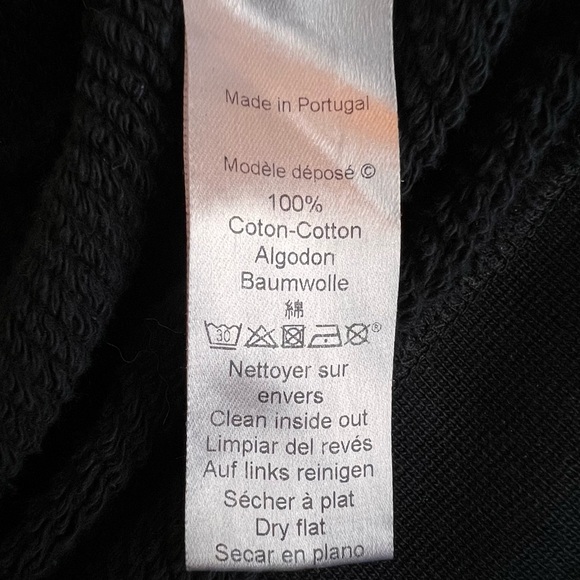 Made in Portugal
Modèle déposé ©
100%
Coton-Cotton
Algodon
Baumwolle
綿
30 ®
Nettoyer sur
envers
Clean inside out
Limpiar del revés
Auf links reinigen
Sécher à plat
Dry flat
Secar en plano